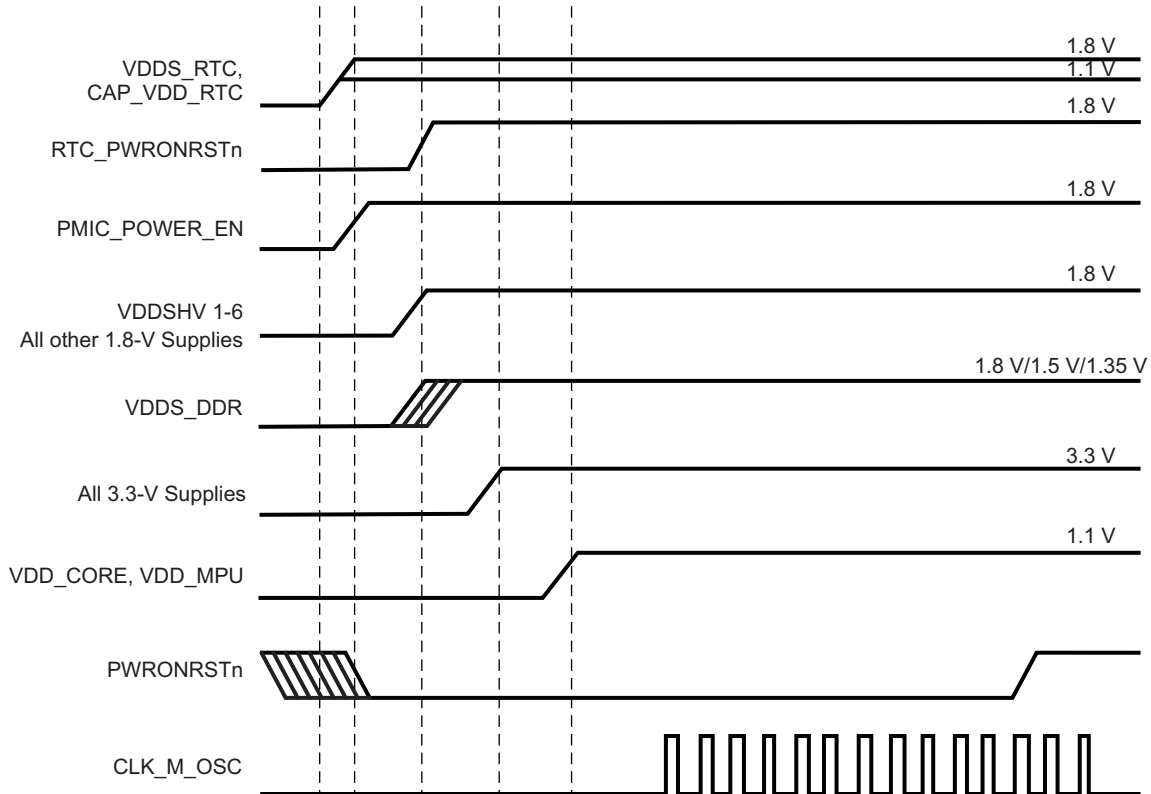 1.8 V
VDDS_RTC,
1.1 V
CAP_VDD_RTC
1.8 V
RTC_PWRONRSTn
1.8 V
PMIC_POWER_EN
1.8 V
VDDSHV 1-6
All other 1.8-V Supplies
1.8 V/1.5 V/1.35 V
VDDS_DDR
3.3 V
All 3.3-V Supplies
1.1 V
VDD_CORE, VDD_MPU
PWRONRSTn
CLK_M_OSC